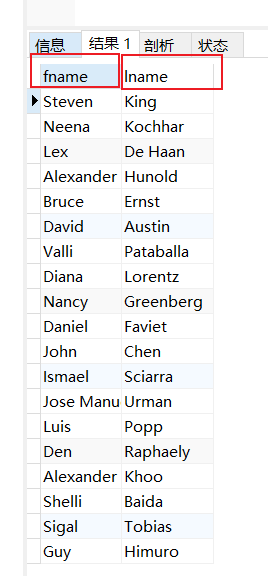 信息 结果 1 剖析 状态
fname lname
Steven King
Neena Kochhar
Lex De Haan
Alexander Hunold
Bruce Ernst
David Austin
Valli Pataballa
Diana Lorentz
Nancy Greenberg
Daniel Faviet
John Chen
Ismael Sciarra
Jose Manu Urman
Luis Popp
Den Raphaely
Alexander Khoo
Shelli Baida
Sigal Tobias
Guy Himuro